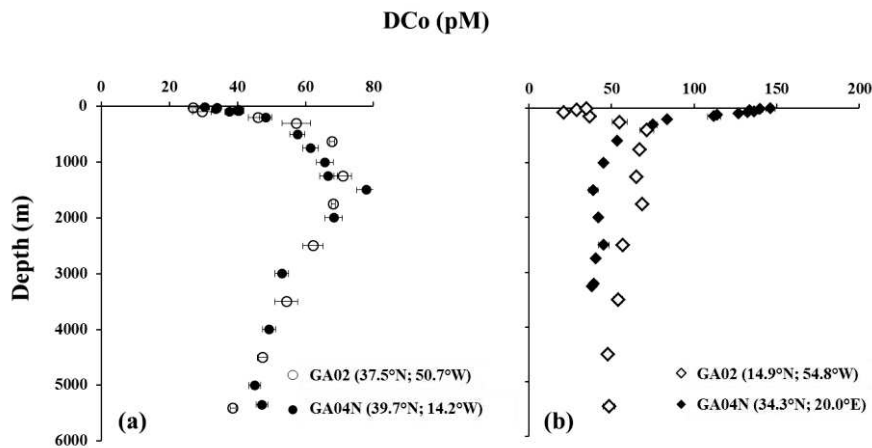 DCo (pM)
0 20 40 60 80
0 50 100 150 200
0
1000
2000
3000
4000
5000
6000
Depth (m)
GA02 (37.5°N; 50.7°W)
GA04N (39.7°N; 14.2°W)
(a)
GA02 (14.9°N; 54.8°W)
GA04N (34.3°N; 20.0°E)
(b)